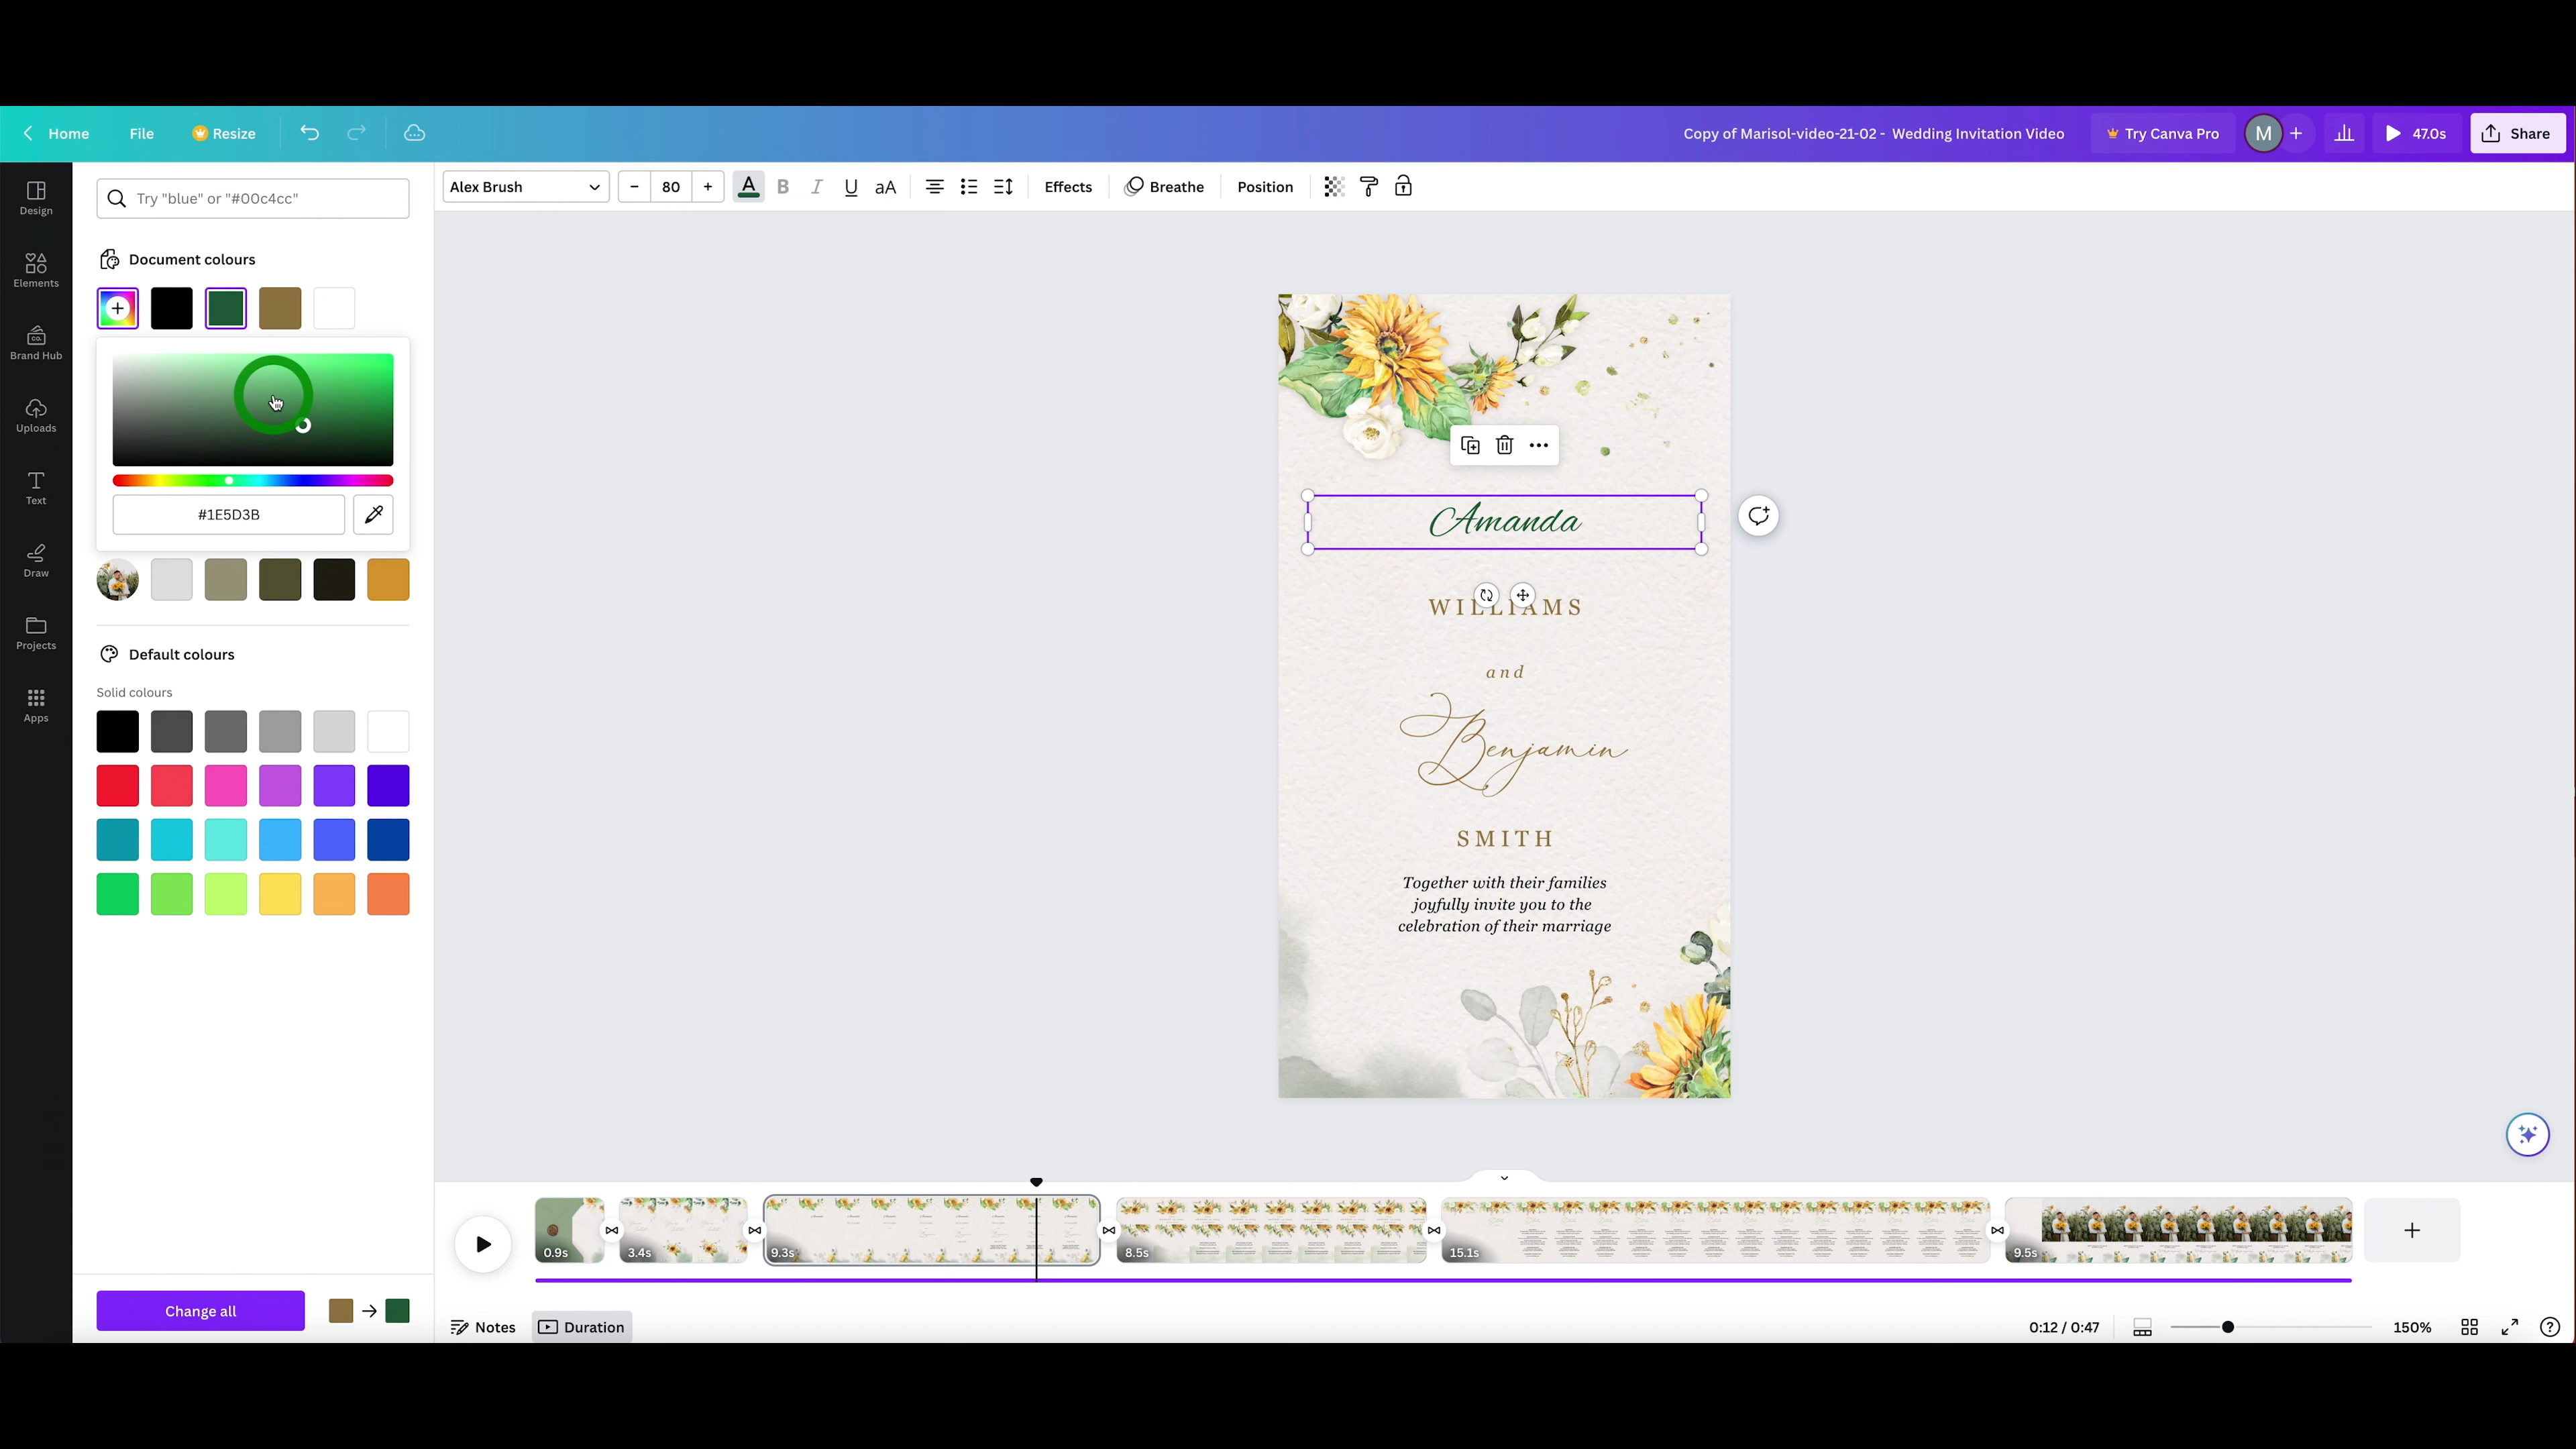 Home File Resize Copy of Marisol-video-21-02 - Wedding Invitation Video Try Canva Pro M 47.0s Share
Design
Elements
Brand Hub
Uploads
Text
Draw
Projects
Apps
Try "blue" or "#00c4cc"
Document colours
#1E5D3B
Default colours
Solid colours
Change all
Alex Brush 80 A B I U aA Effects Breathe Position
Amanda
WILLIAMS
and
Benjamin
SMITH
Together with their families
joyfully invite you to the
celebration of their marriage
0.9s 3.4s 9.3s 8.5s 15.1s 9.5s
Notes Duration 0:12 / 0:47 150%